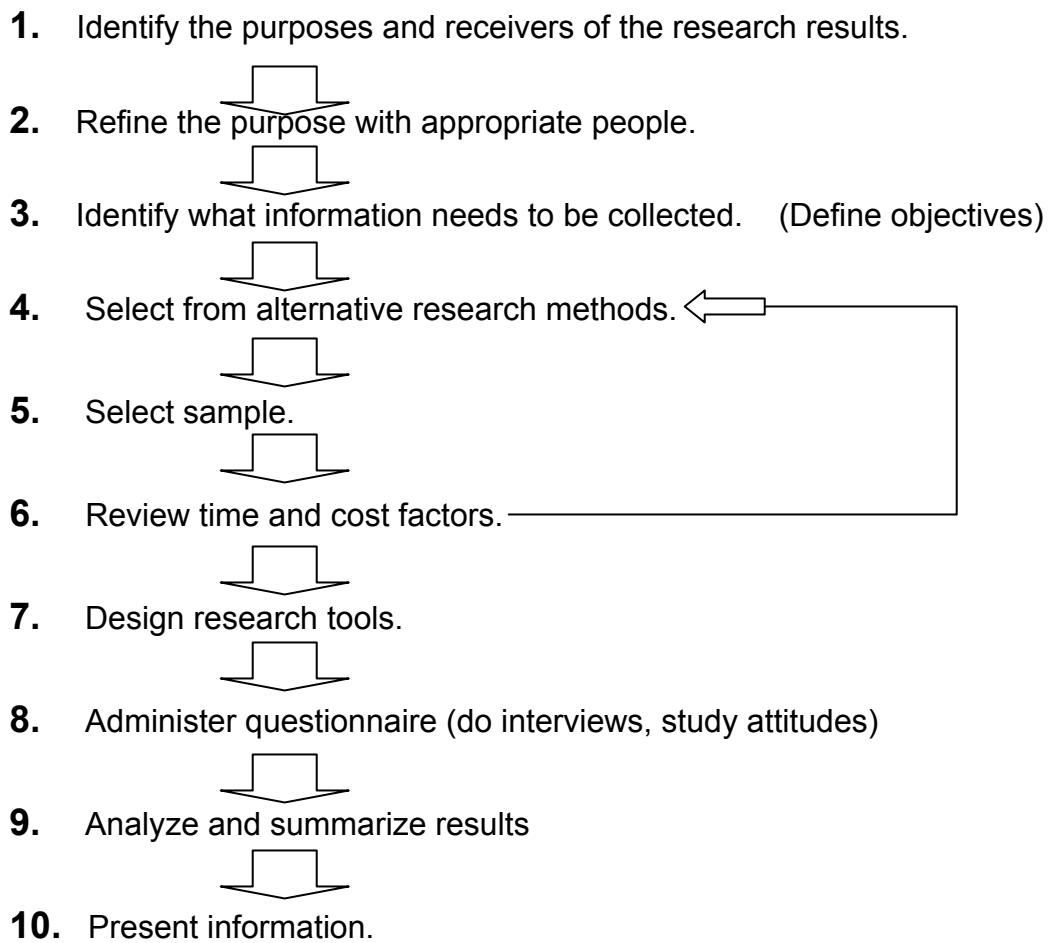 1. Identify the purposes and receivers of the research results.
2. Refine the purpose with appropriate people.
3. Identify what information needs to be collected. (Define objectives)
4. Select from alternative research methods.
5. Select sample.
6. Review time and cost factors.
7. Design research tools.
8. Administer questionnaire (do interviews, study attitudes)
9. Analyze and summarize results
10. Present information.